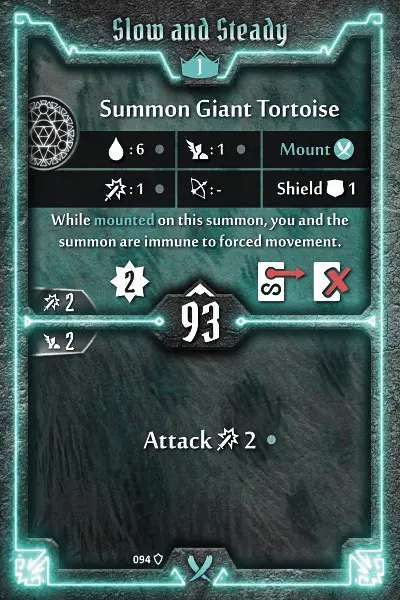 Slow and Steady
1
Summon Giant Tortoise
: 6
: 1
Mount
: 1
: -
Shield 1
While mounted on this summon, you and the
summon are immune to forced movement.
2
S
2
93
2
Attack 2
094